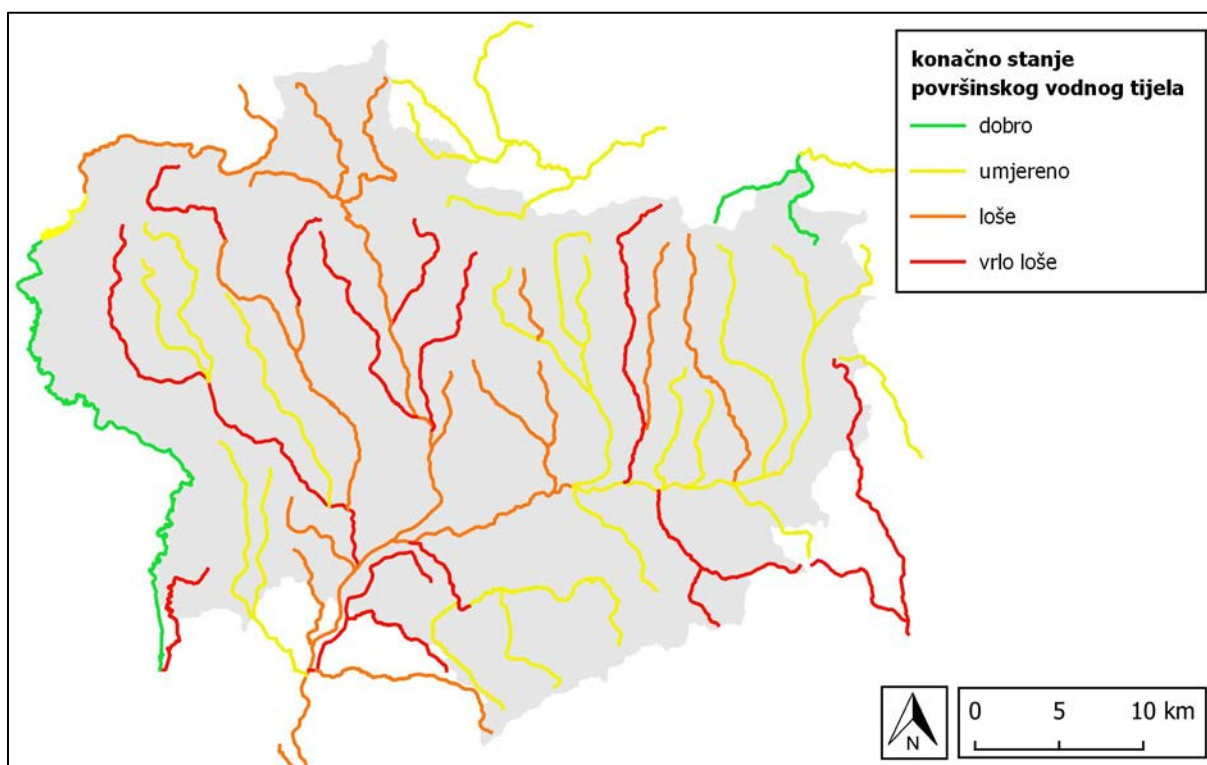 konačno stanje
površinskog vodnog tijela
dobro
umjereno
loše
vrlo loše
N
0 5 10 km